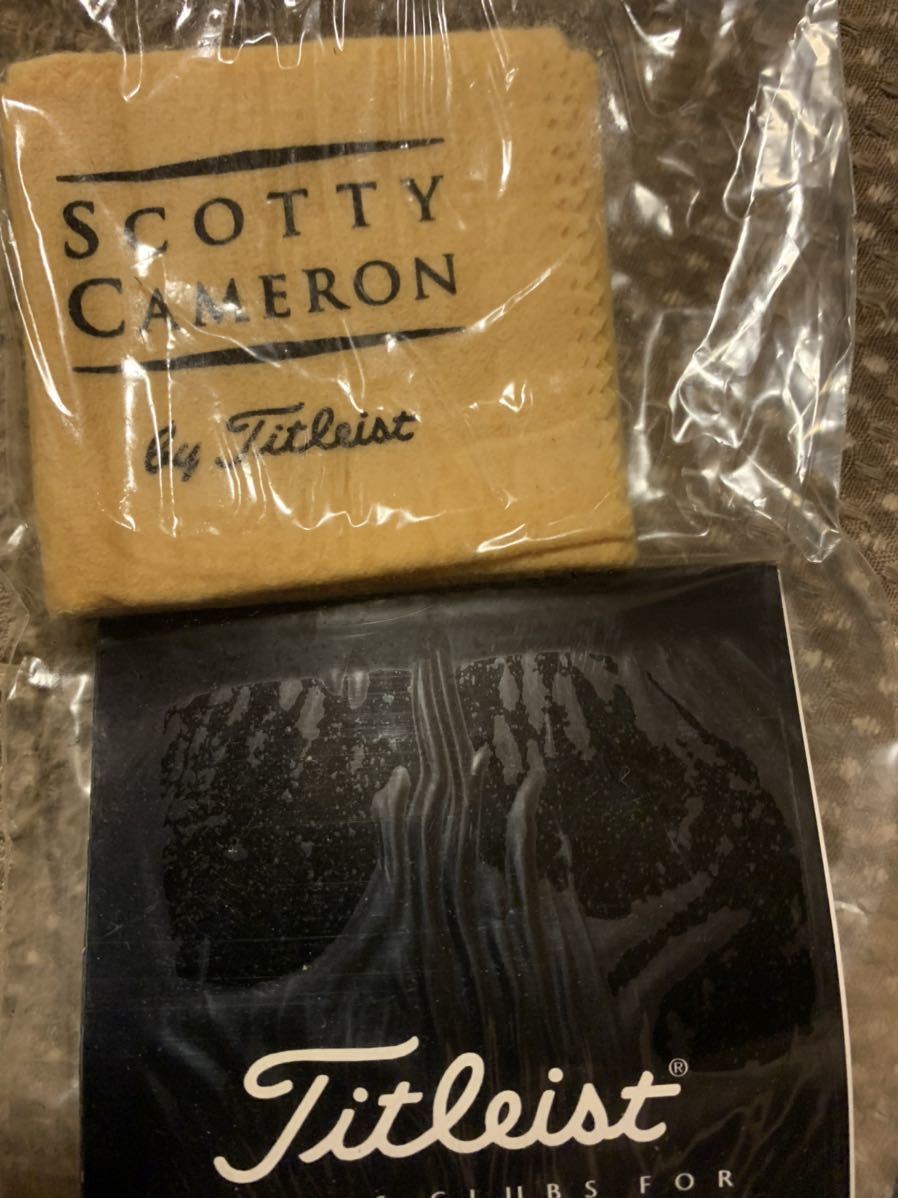 SCOTTY
CAMERON
by Titleist
Titleist®
CLUBS FOR